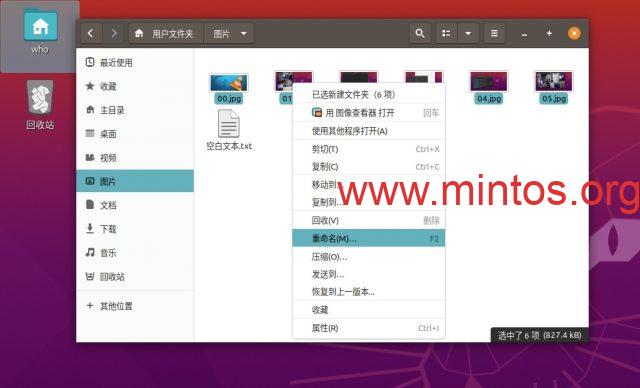 who
回收站
用户文件夹
图片
最近使用
收藏
主目录
桌面
视频
图片
文档
下载
音乐
回收站
其他位置
00.jpg
01
04.jpg
05.jpg
空白文本.txt
已选新建文件夹（6 项）
用 图像查看器 打开 回车
使用其他程序打开(A)
剪切(T) Ctrl+X
复制(C) Ctrl+C
移动到...
复制到...
回收(V) 删除
重命名(M)... F2
压缩(O)...
发送到...
恢复到上一版本...
收藏
属性(R) Ctrl+I
选中了 6 项 (827.4 kB)
www.mintos.org